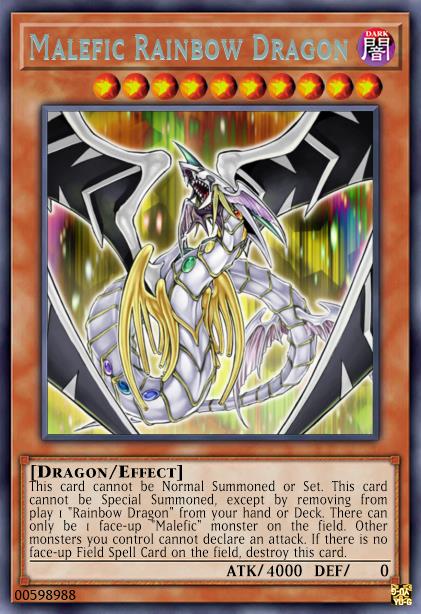 MALEFIC RAINBOW DRAGON
DARK
闇
[DRAGON/EFFECT]
This card cannot be Normal Summoned or Set. This card
cannot be Special Summoned, except by removing from
play 1 "Rainbow Dragon" from your hand or Deck. There can
only be 1 face-up "Malefic" monster on the field. Other
monsters you control cannot declare an attack. If there is no
face-up Field Spell Card on the field, destroy this card.
ATK/ 4000 DEF/ 0
00598988